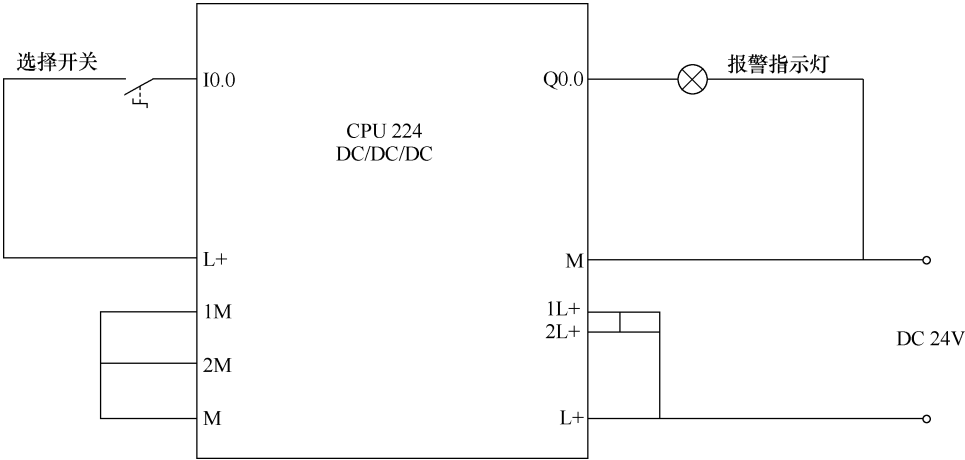 选择开关
I0.0
Q0.0
报警指示灯
CPU 224
DC/DC/DC
L+
M
1M
1L+
2L+
DC 24V
2M
M
L+